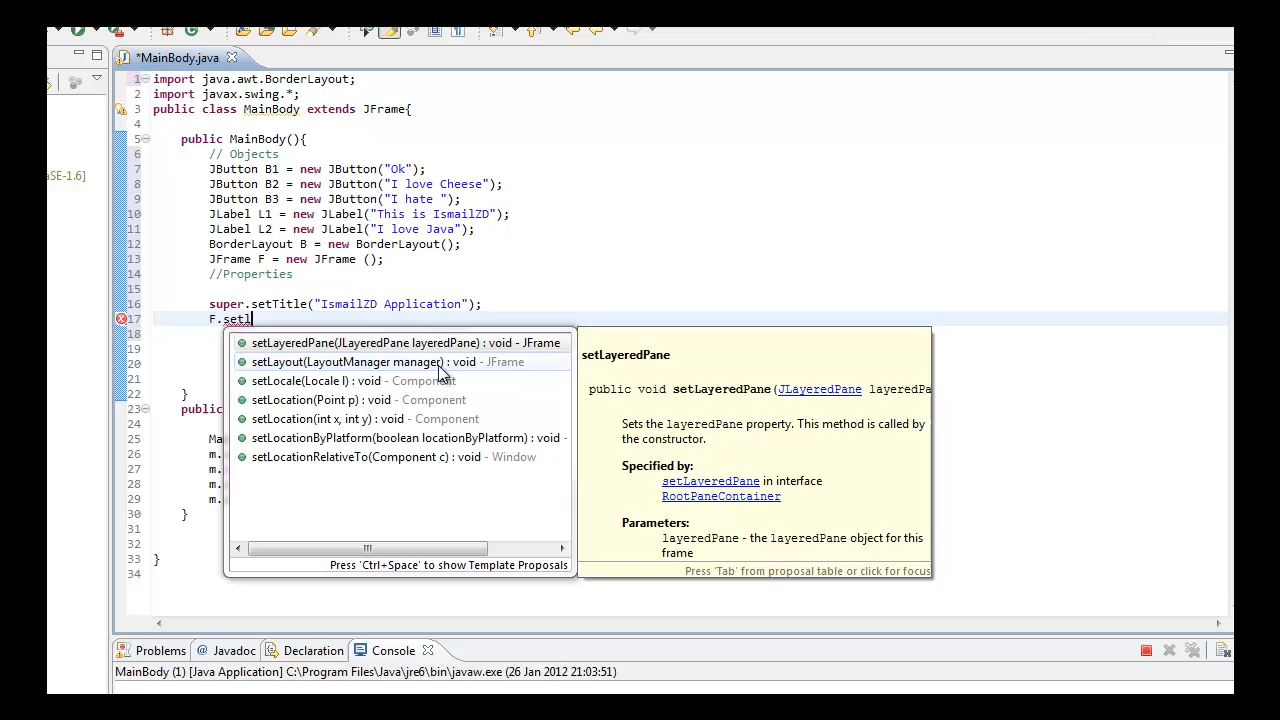 *MainBody.java
1 import java.awt.BorderLayout;
2 import javax.swing.*;
3 public class MainBody extends JFrame{
4
5 public MainBody(){
6 // Objects
7 JButton B1 = new JButton("Ok");
8 JButton B2 = new JButton("I love Cheese");
9 JButton B3 = new JButton("I hate ");
10 JLabel L1 = new JLabel("This is IsmailZD");
11 JLabel L2 = new JLabel("I love Java");
12 BorderLayout B = new BorderLayout();
13 JFrame F = new JFrame ();
14 //Properties
SE-1.6]
16 super.setTitle("IsmailZD Application");
17 F.setl
18
19
20
21
22 }
23 public
24
25 Ma
26 m.
27 m.
28 m.
29 m.
30 }
31
32
33 }
34
setLayeredPane(JLayeredPane layeredPane) : void - JFrame
setLayout(LayoutManager manager) : void - JFrame
setLocale(Locale l) : void - Component
setLocation(Point p) : void - Component
setLocation(int x, int y) : void - Component
setLocationByPlatform(boolean locationByPlatform) : void -
setLocationRelativeTo(Component c) : void - Window
Press 'Ctrl+Space' to show Template Proposals
setLayeredPane
public void setLayeredPane(JLayeredPane layeredPa
Sets the layeredPane property. This method is called by
the constructor.
Specified by:
setLayeredPane in interface
RootPaneContainer
Parameters:
layeredPane - the layeredPane object for this
frame
Press 'Tab' from proposal table or click for focus
Problems @ Javadoc Declaration Console
MainBody (1) [Java Application] C:\Program Files\Java\jre6\bin\javaw.exe (26 Jan 2012 21:03:51)